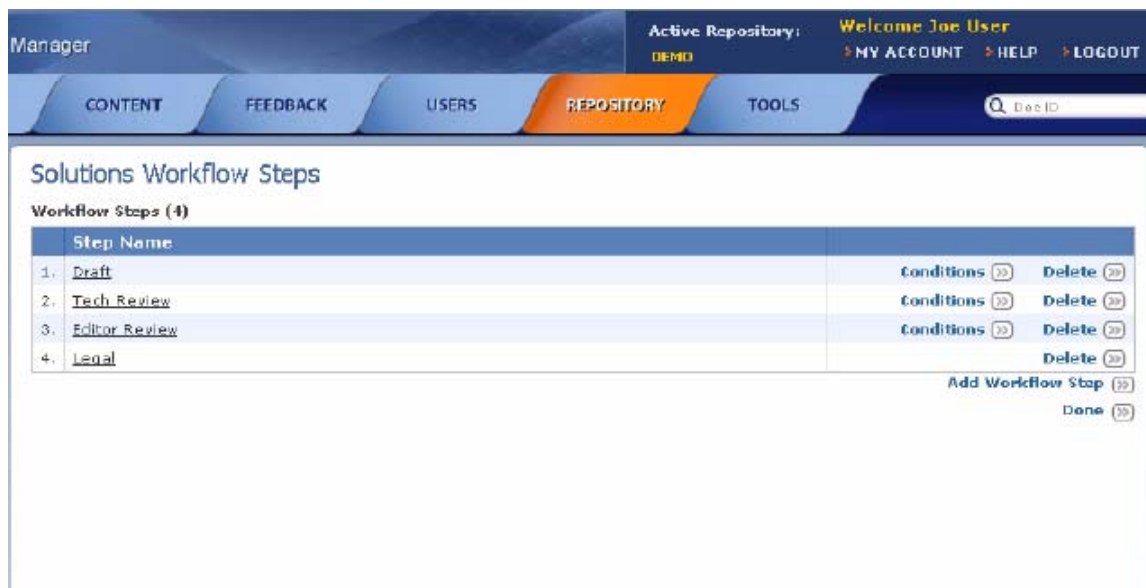 Manager
Active Repository:
DEMO
Welcome Joe User
MY ACCOUNT HELP LOGOUT
CONTENT FEEDBACK USERS REPOSITORY TOOLS
Doc ID
Solutions Workflow Steps
Workflow Steps (4)
Step Name
1. Draft Conditions Delete
2. Tech Review Conditions Delete
3. Editor Review Conditions Delete
4. Legal Delete
Add Workflow Step
Done